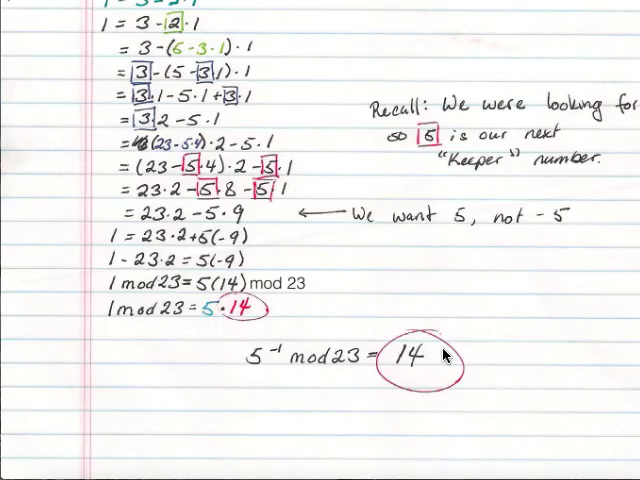 1 = 3 - 2 · 1
= 3 - (5 - 3 · 1) · 1
= 3 - (5 - 3 1) · 1
= 3 · 1 - 5 · 1 + 3 · 1
= 3 2 - 5 · 1
= (23 - 5·4) · 2 - 5 · 1
= (23 - 5 · 4) · 2 - 5 · 1
= 23 · 2 - 5 · 8 - 5 · 1
= 23 · 2 - 5 · 9
1 = 23 · 2 + 5(-9)
1 - 23 · 2 = 5(-9)
1 mod 23 = 5(14) mod 23
1 mod 23 = 5 · 14
Recall: We were looking for
so 5 is our next
"Keeper" number.
← We want 5, not - 5
5⁻¹ mod 23 = 14